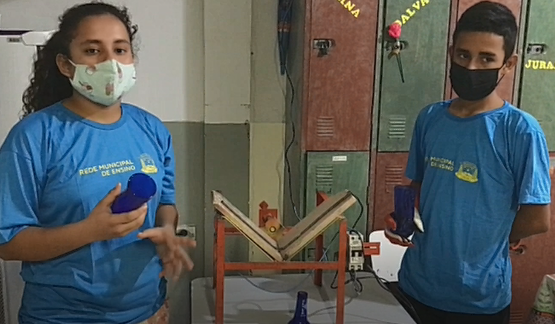 INA
DALVA
JURA
REDE MUNICIPAL
DE ENSINO
MUNICIPAL
DE ENSINO